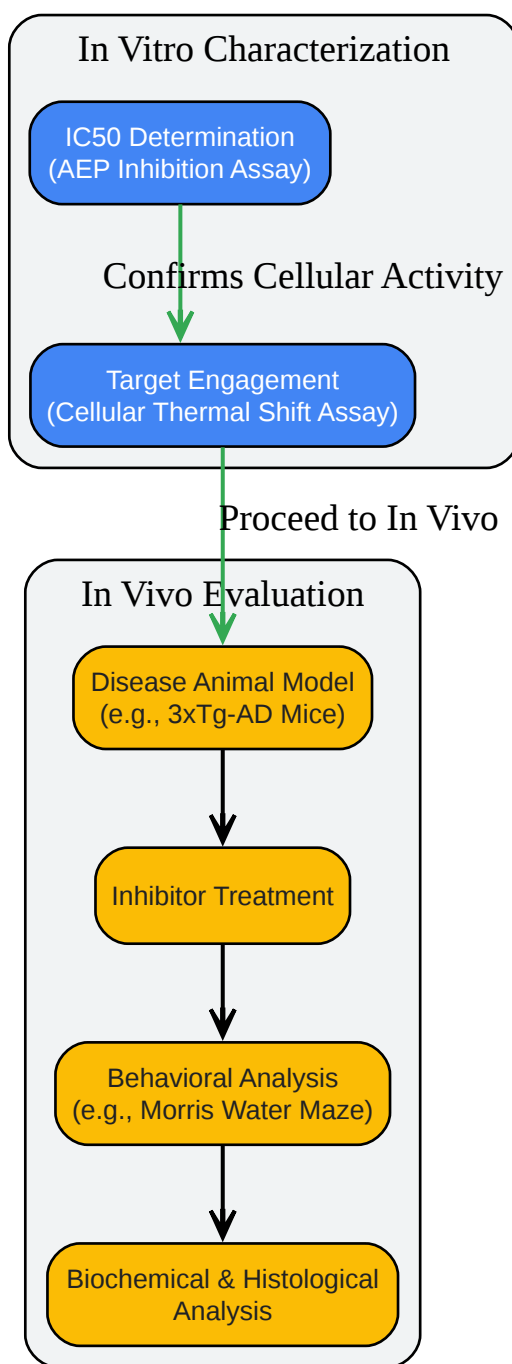 In Vitro Characterization
IC50 Determination
(AEP Inhibition Assay)
Confirms Cellular Activity
Target Engagement
(Cellular Thermal Shift Assay)
Proceed to In Vivo
In Vivo Evaluation
Disease Animal Model
(e.g., 3xTg-AD Mice)
Inhibitor Treatment
Behavioral Analysis
(e.g., Morris Water Maze)
Biochemical & Histological
Analysis